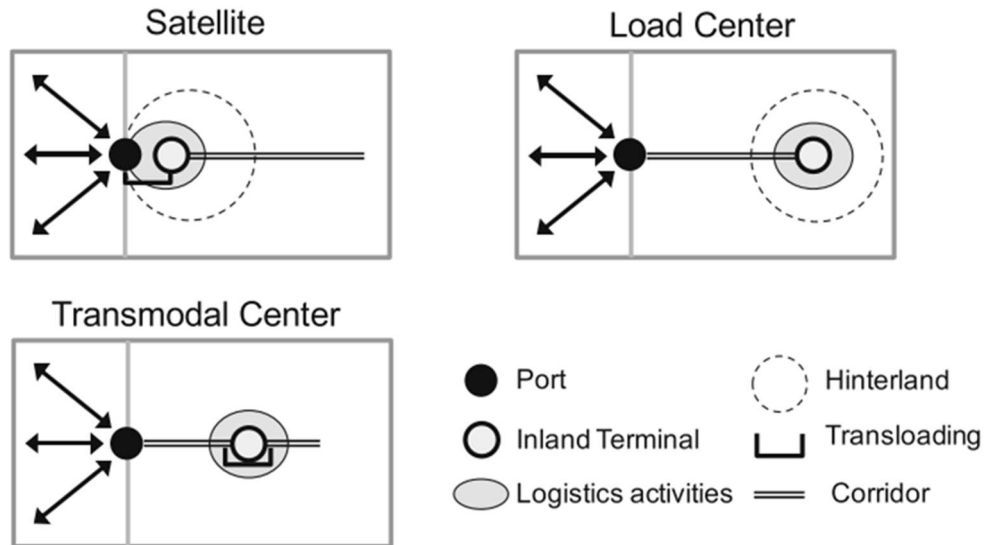 Satellite
Load Center
Transmodal Center
Port
Hinterland
Inland Terminal
Transloading
Logistics activities
Corridor